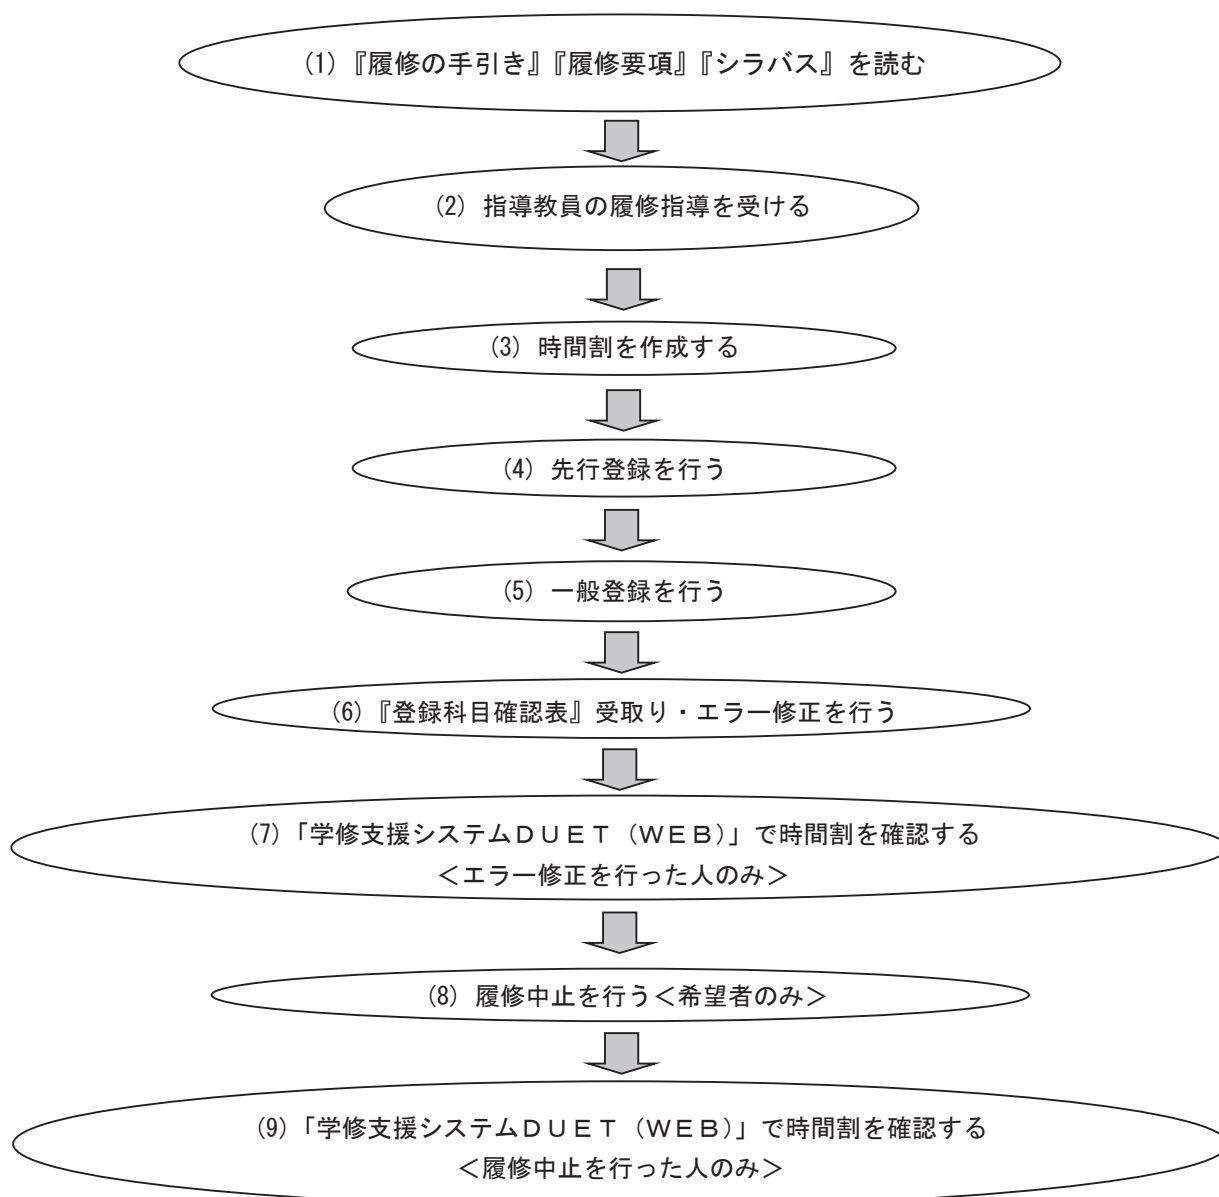 (1)『履修の手引き』『履修要項』『シラバス』を読む
(2) 指導教員の履修指導を受ける
(3) 時間割を作成する
(4) 先行登録を行う
(5) 一般登録を行う
(6)『登録科目確認表』受取り・エラー修正を行う
(7)「学修支援システムＤＵＥＴ（ＷＥＢ）」で時間割を確認する
＜エラー修正を行った人のみ＞
(8) 履修中止を行う＜希望者のみ＞
(9)「学修支援システムＤＵＥＴ（ＷＥＢ）」で時間割を確認する
＜履修中止を行った人のみ＞